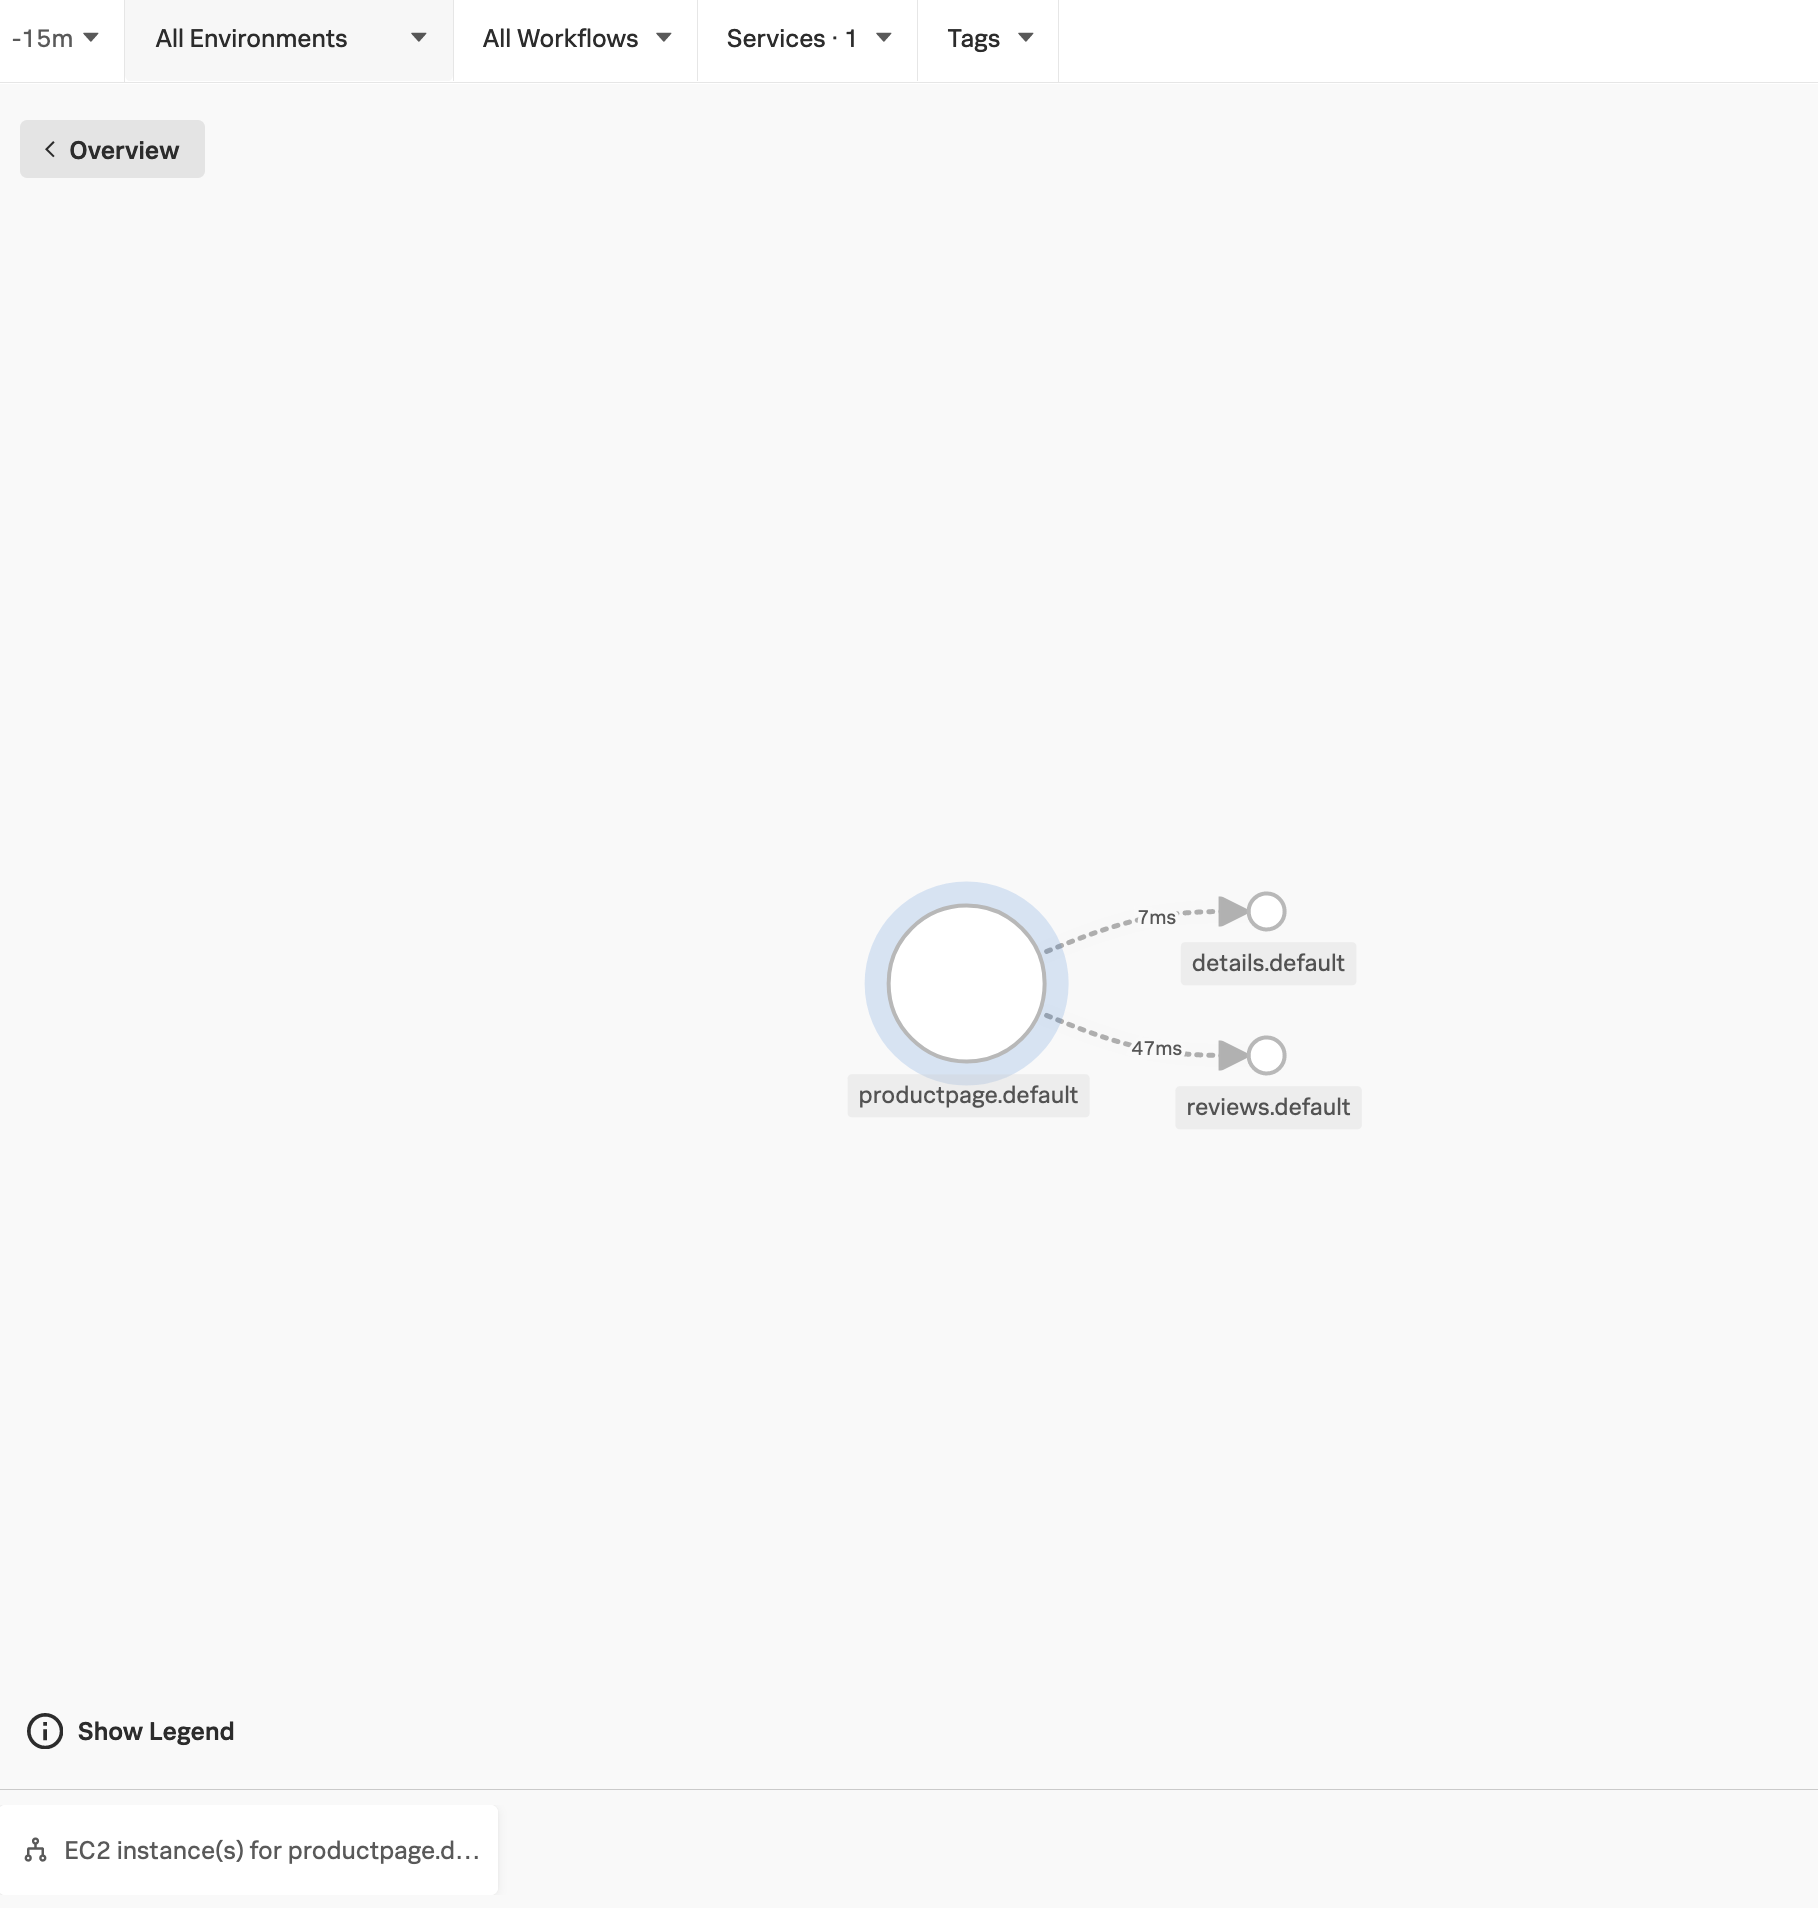 -15m
All Environments
All Workflows
Services · 1
Tags
Overview
7ms
details.default
47ms
productpage.default
reviews.default
Show Legend
EC2 instance(s) for productpage.d...